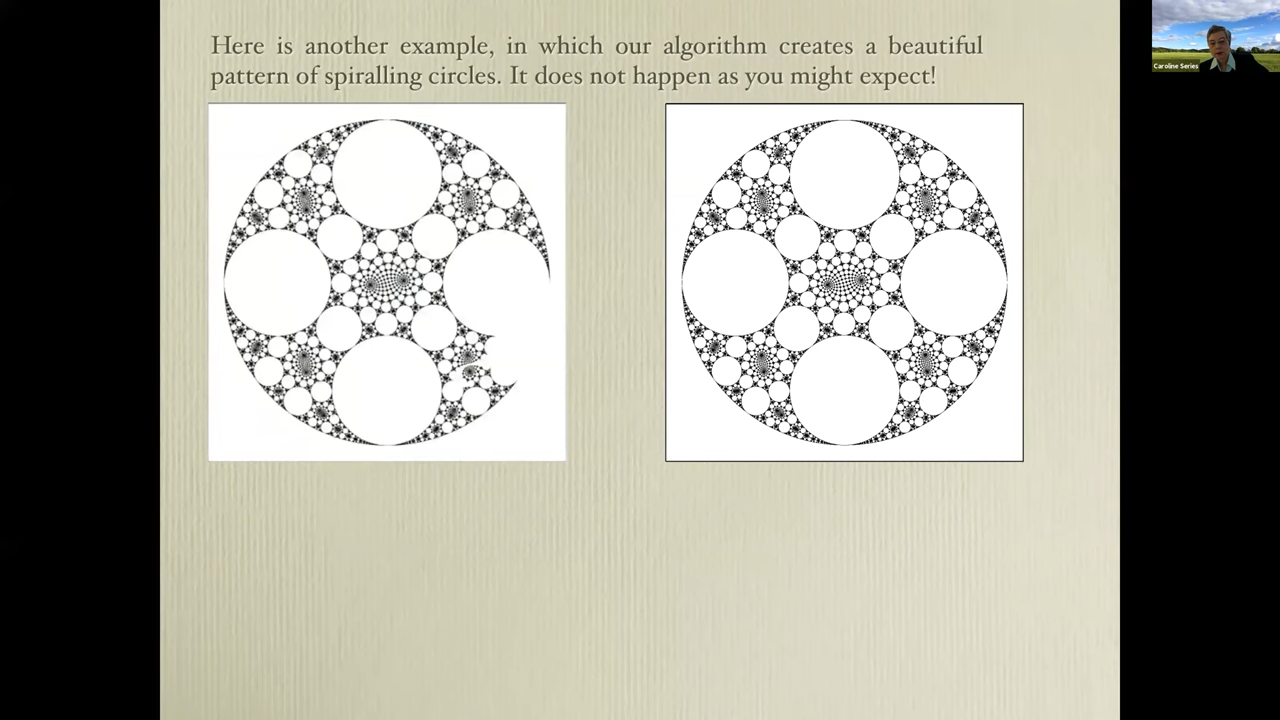 Here is another example, in which our algorithm creates a beautiful
pattern of spiralling circles. It does not happen as you might expect!
Caroline Series